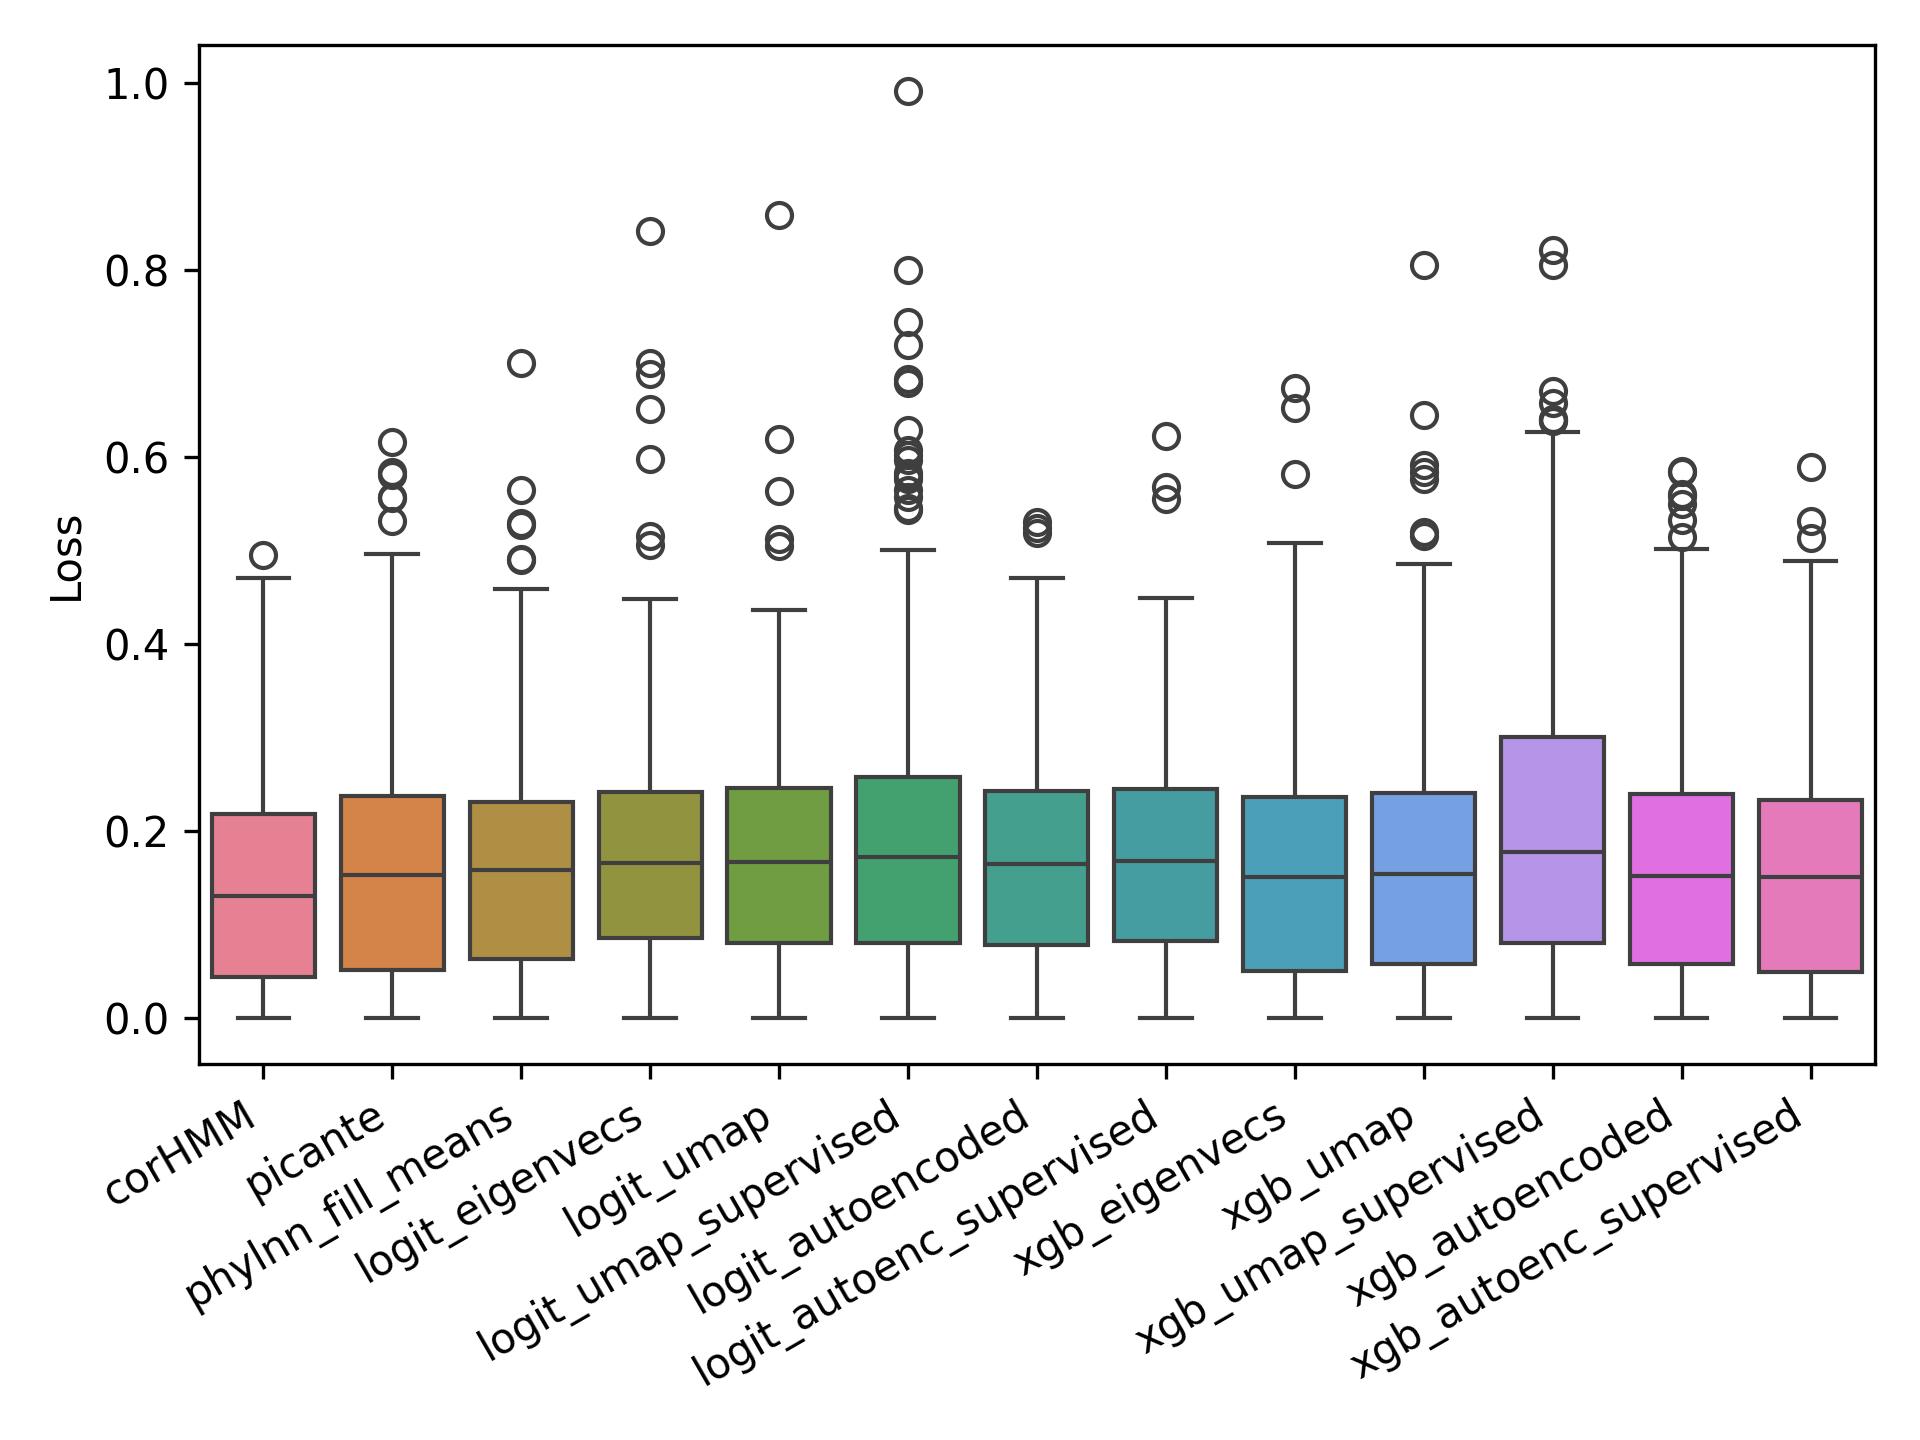 1.0
0.8
0.6
0.4
0.2
0.0
Loss
corHMM
picante
phylnn_fill_means
logit_eigenvecs
logit_umap
logit_umap_supervised
logit_autoencoded
logit_autoenc_supervised
xgb_eigenvecs
xgb_umap
xgb_umap_supervised
xgb_autoencoded
xgb_autoenc_supervised